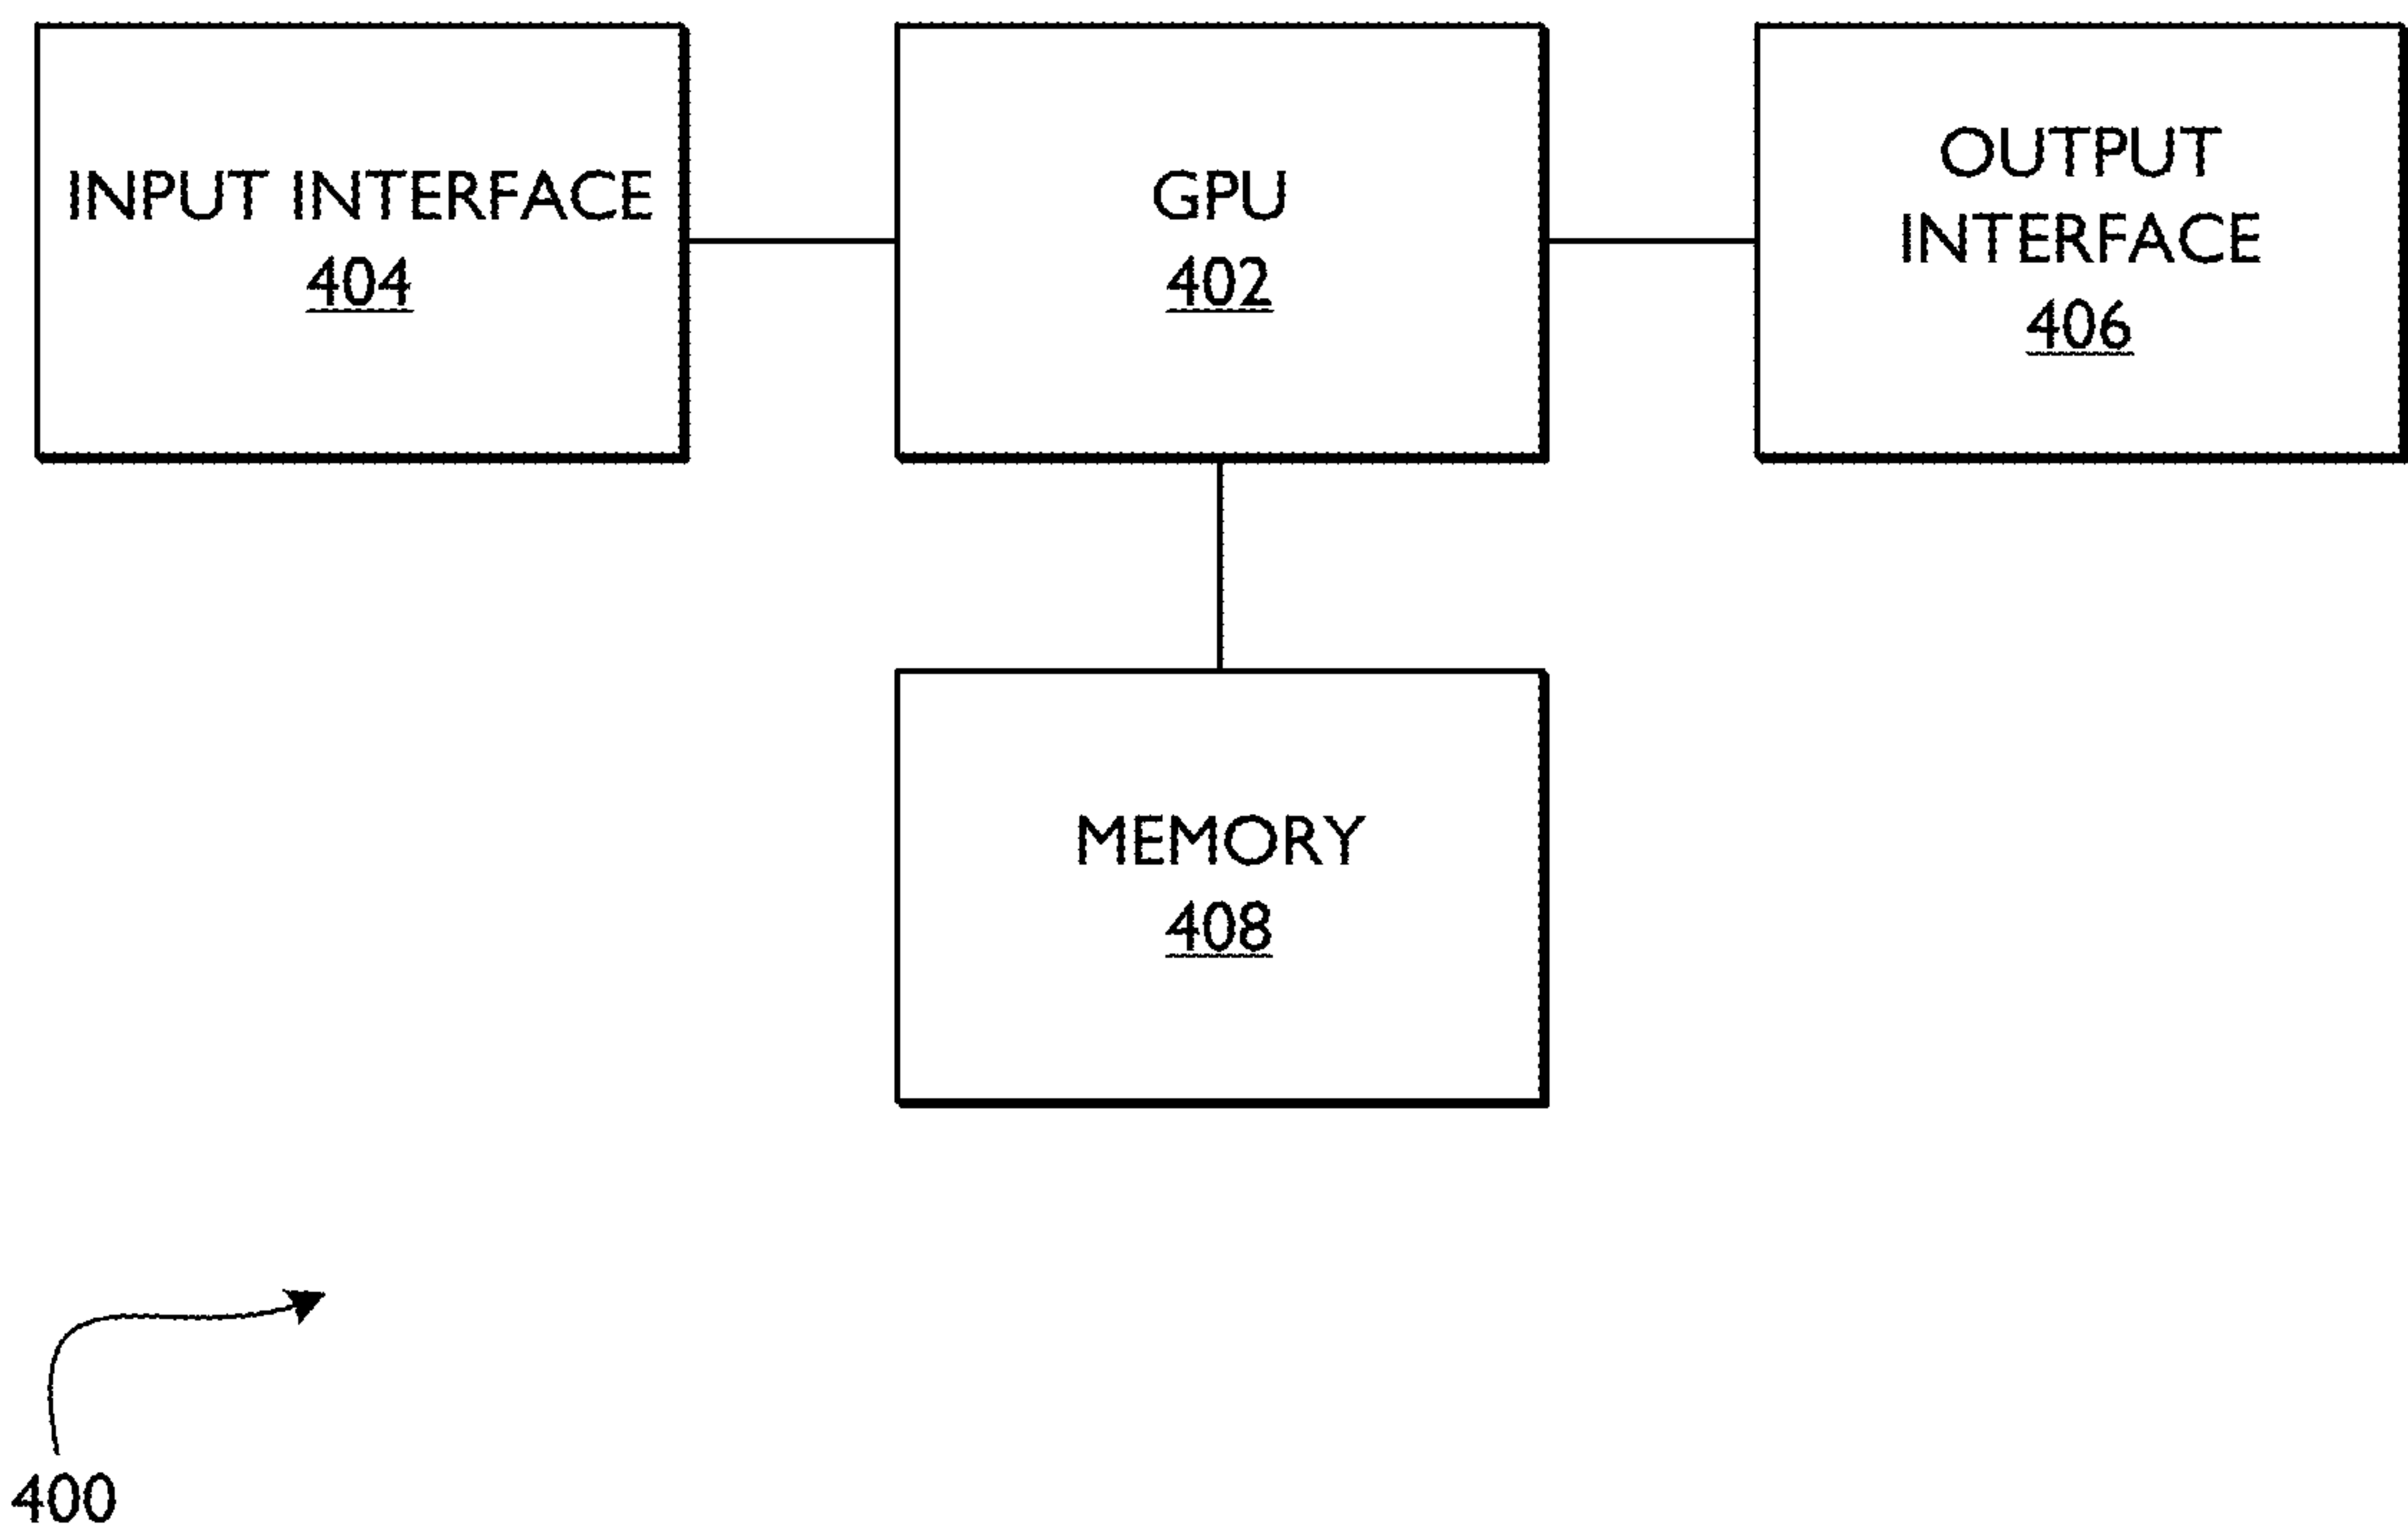 INPUT INTERFACE
404
GPU
402
OUTPUT
INTERFACE
406
MEMORY
408
400